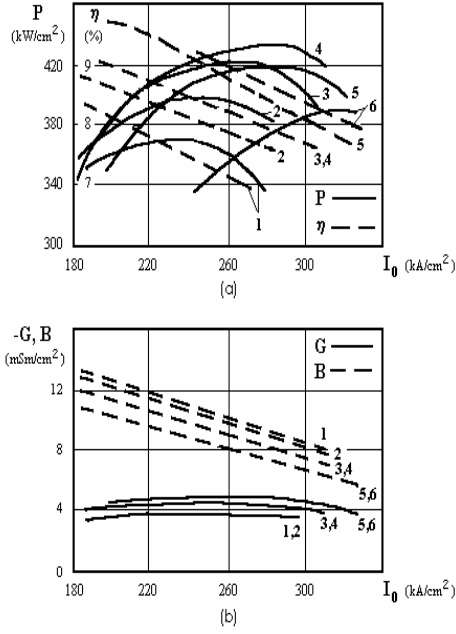 P η
(kW/cm²) (%)
420 9
380 8
340 7
300
4
3
5
2
6
2
3,4
5
1
P
η
180 220 260 300 I₀ (kA/cm²)
(a)
-G, B
(mSm/cm²)
12
8
4
0
G
B
1
2
3,4
5,6
1,2
3,4
5,6
180 220 260 300 I₀ (kA/cm²)
(b)